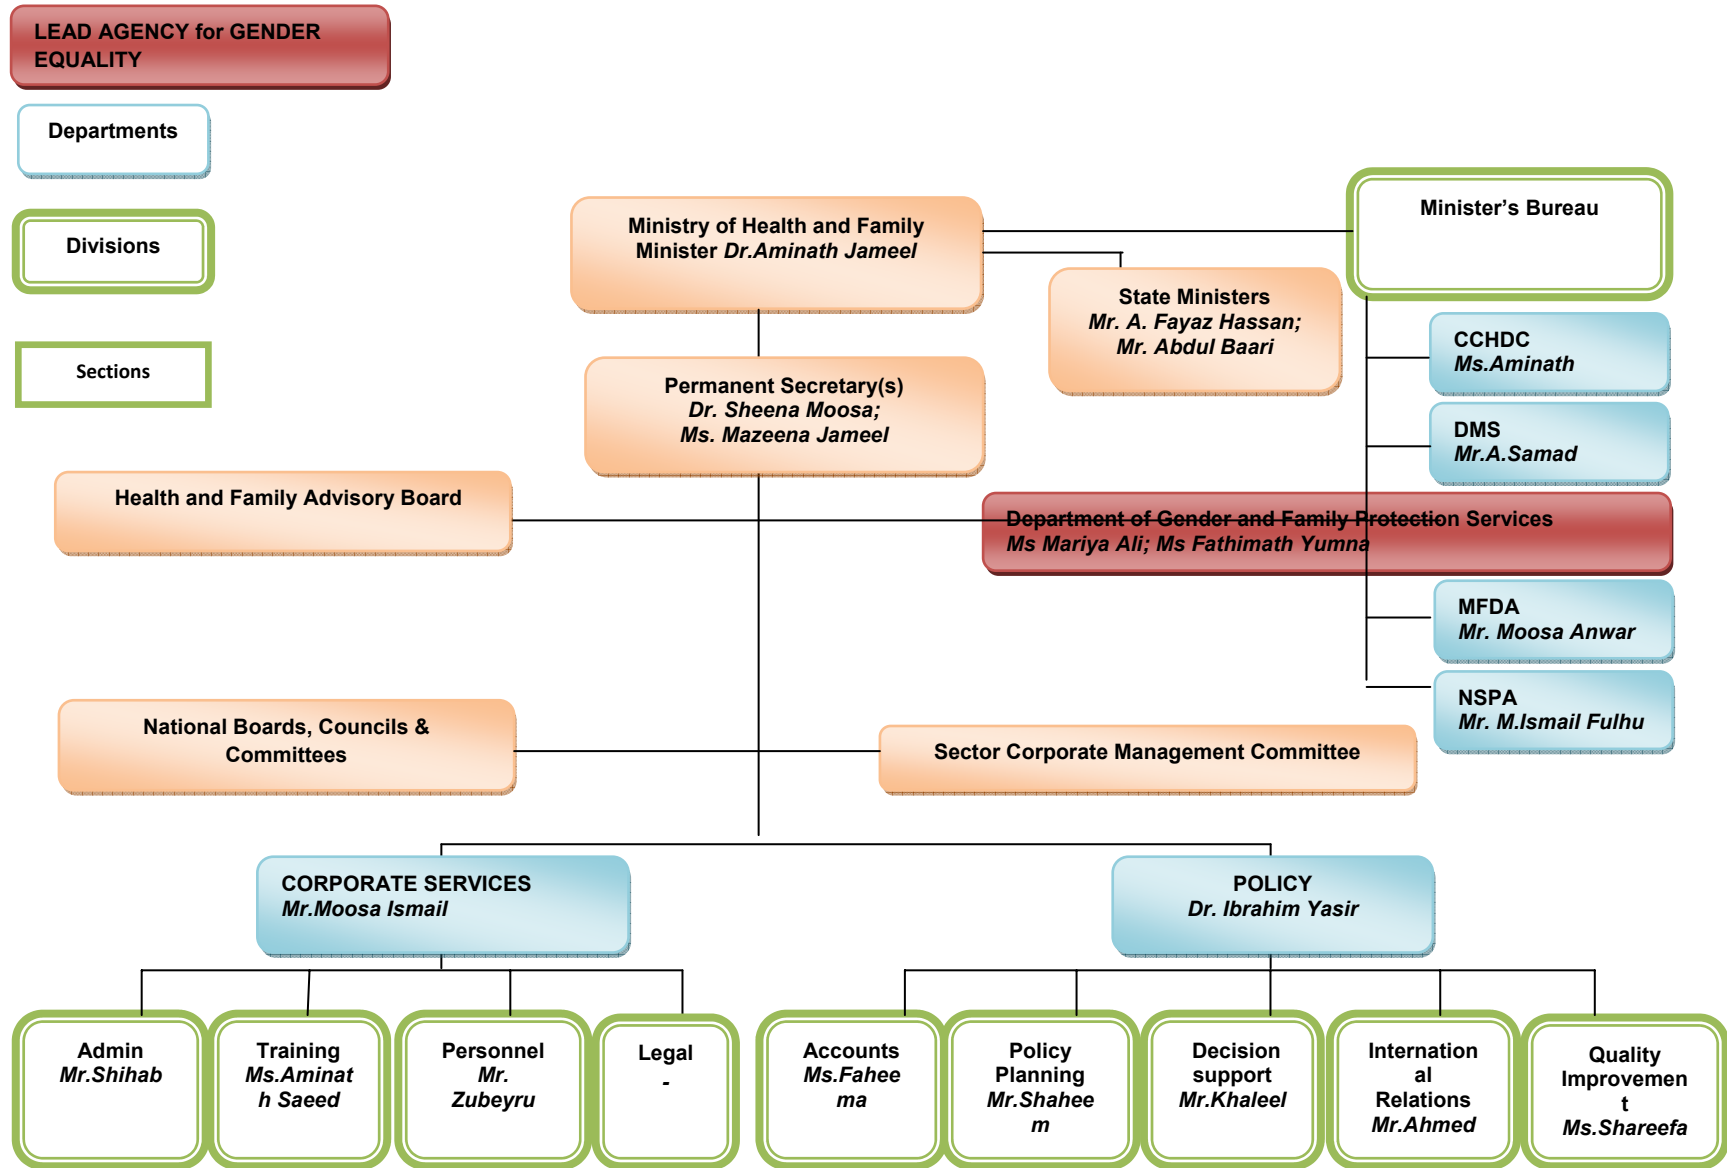 LEAD AGENCY for GENDER
EQUALITY
Departments
Divisions
Sections
Ministry of Health and Family
Minister Dr.Aminath Jameel
Minister's Bureau
State Ministers
Mr. A. Fayaz Hassan;
Mr. Abdul Baari
CCHDC
Ms.Aminath
Permanent Secretary(s)
Dr. Sheena Moosa;
Ms. Mazeena Jameel
DMS
Mr.A.Samad
Health and Family Advisory Board
Department of Gender and Family Protection Services
Ms Mariya Ali; Ms Fathimath Yumna
MFDA
Mr. Moosa Anwar
NSPA
Mr. M.Ismail Fulhu
National Boards, Councils &
Committees
Sector Corporate Management Committee
CORPORATE SERVICES
Mr.Moosa Ismail
POLICY
Dr. Ibrahim Yasir
Admin
Mr.Shihab
Training
Ms.Aminat
h Saeed
Personnel
Mr.
Zubeyru
Legal
-
Accounts
Ms.Fahee
ma
Policy
Planning
Mr.Shahee
m
Decision
support
Mr.Khaleel
Internation
al
Relations
Mr.Ahmed
Quality
Improvemen
t
Ms.Shareefa